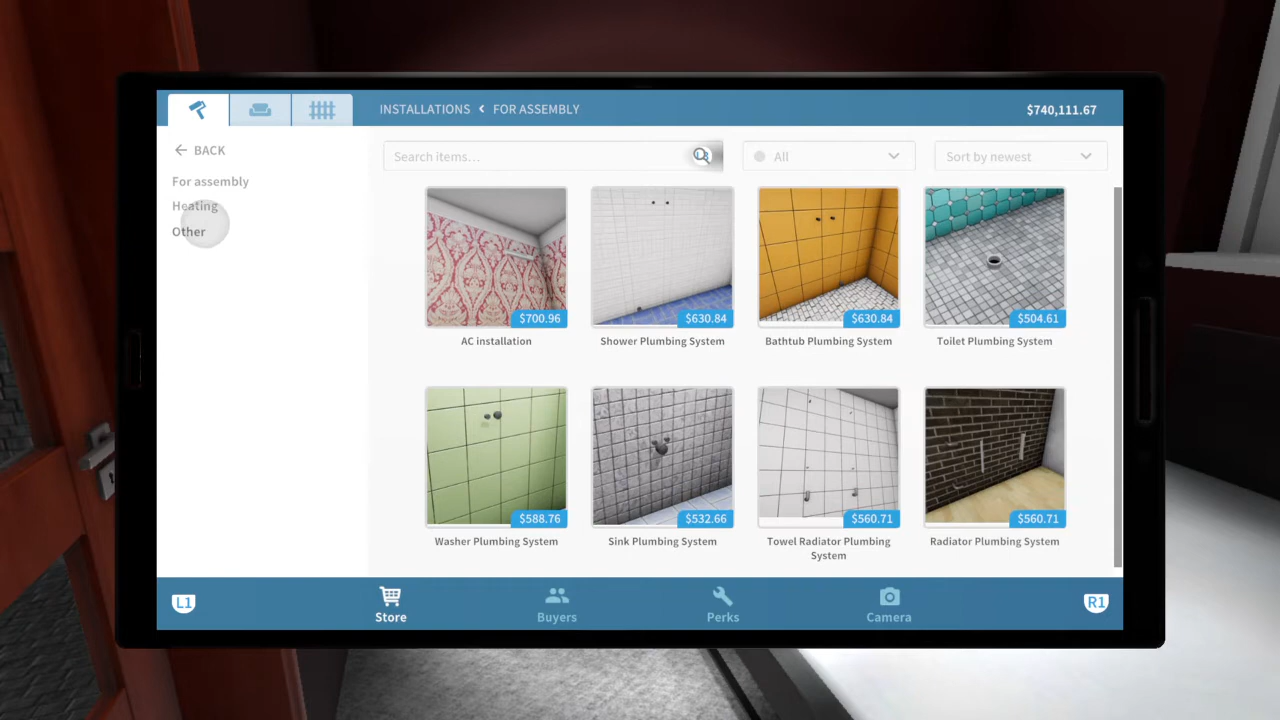 INSTALLATIONS < FOR ASSEMBLY
$740,111.67
BACK
For assembly
Heating
Other
Search items...
All
Sort by newest
$700.96
$630.84
$630.84
$504.61
AC installation
Shower Plumbing System
Bathtub Plumbing System
Toilet Plumbing System
$588.76
$532.66
$560.71
$560.71
Washer Plumbing System
Sink Plumbing System
Towel Radiator Plumbing
System
Radiator Plumbing System
L1
Store
Buyers
Perks
Camera
R1